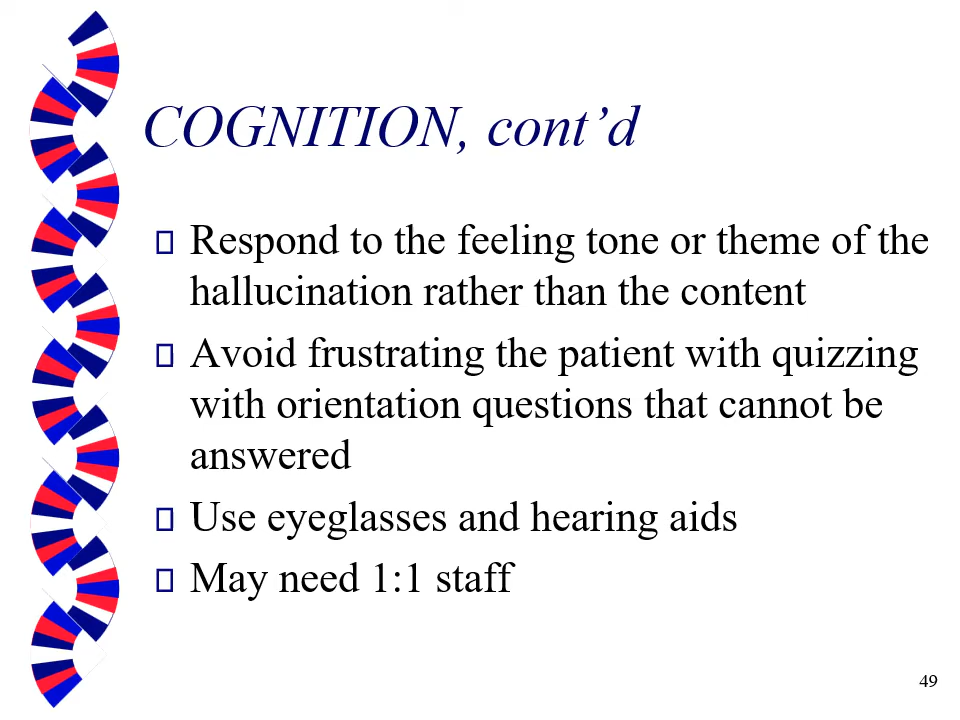 COGNITION, cont’d
Respond to the feeling tone or theme of the
hallucination rather than the content
Avoid frustrating the patient with quizzing
with orientation questions that cannot be
answered
Use eyeglasses and hearing aids
May need 1:1 staff
49